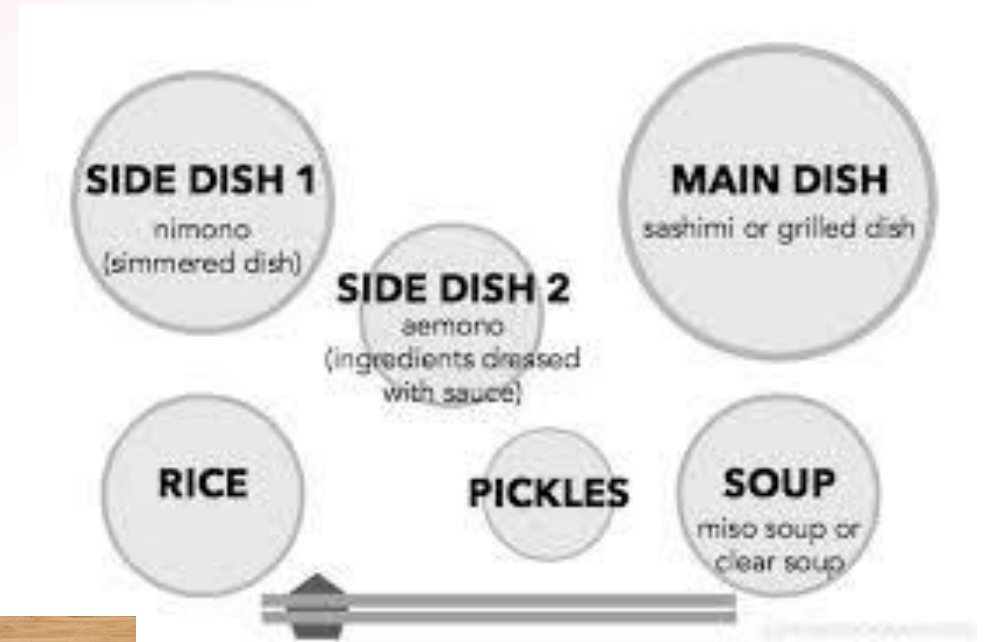 SIDE DISH 1
nimono
(simmered dish)
MAIN DISH
sashimi or grilled dish
SIDE DISH 2
aemono
(ingredients dressed
with sauce)
RICE
PICKLES
SOUP
miso soup or
clear soup